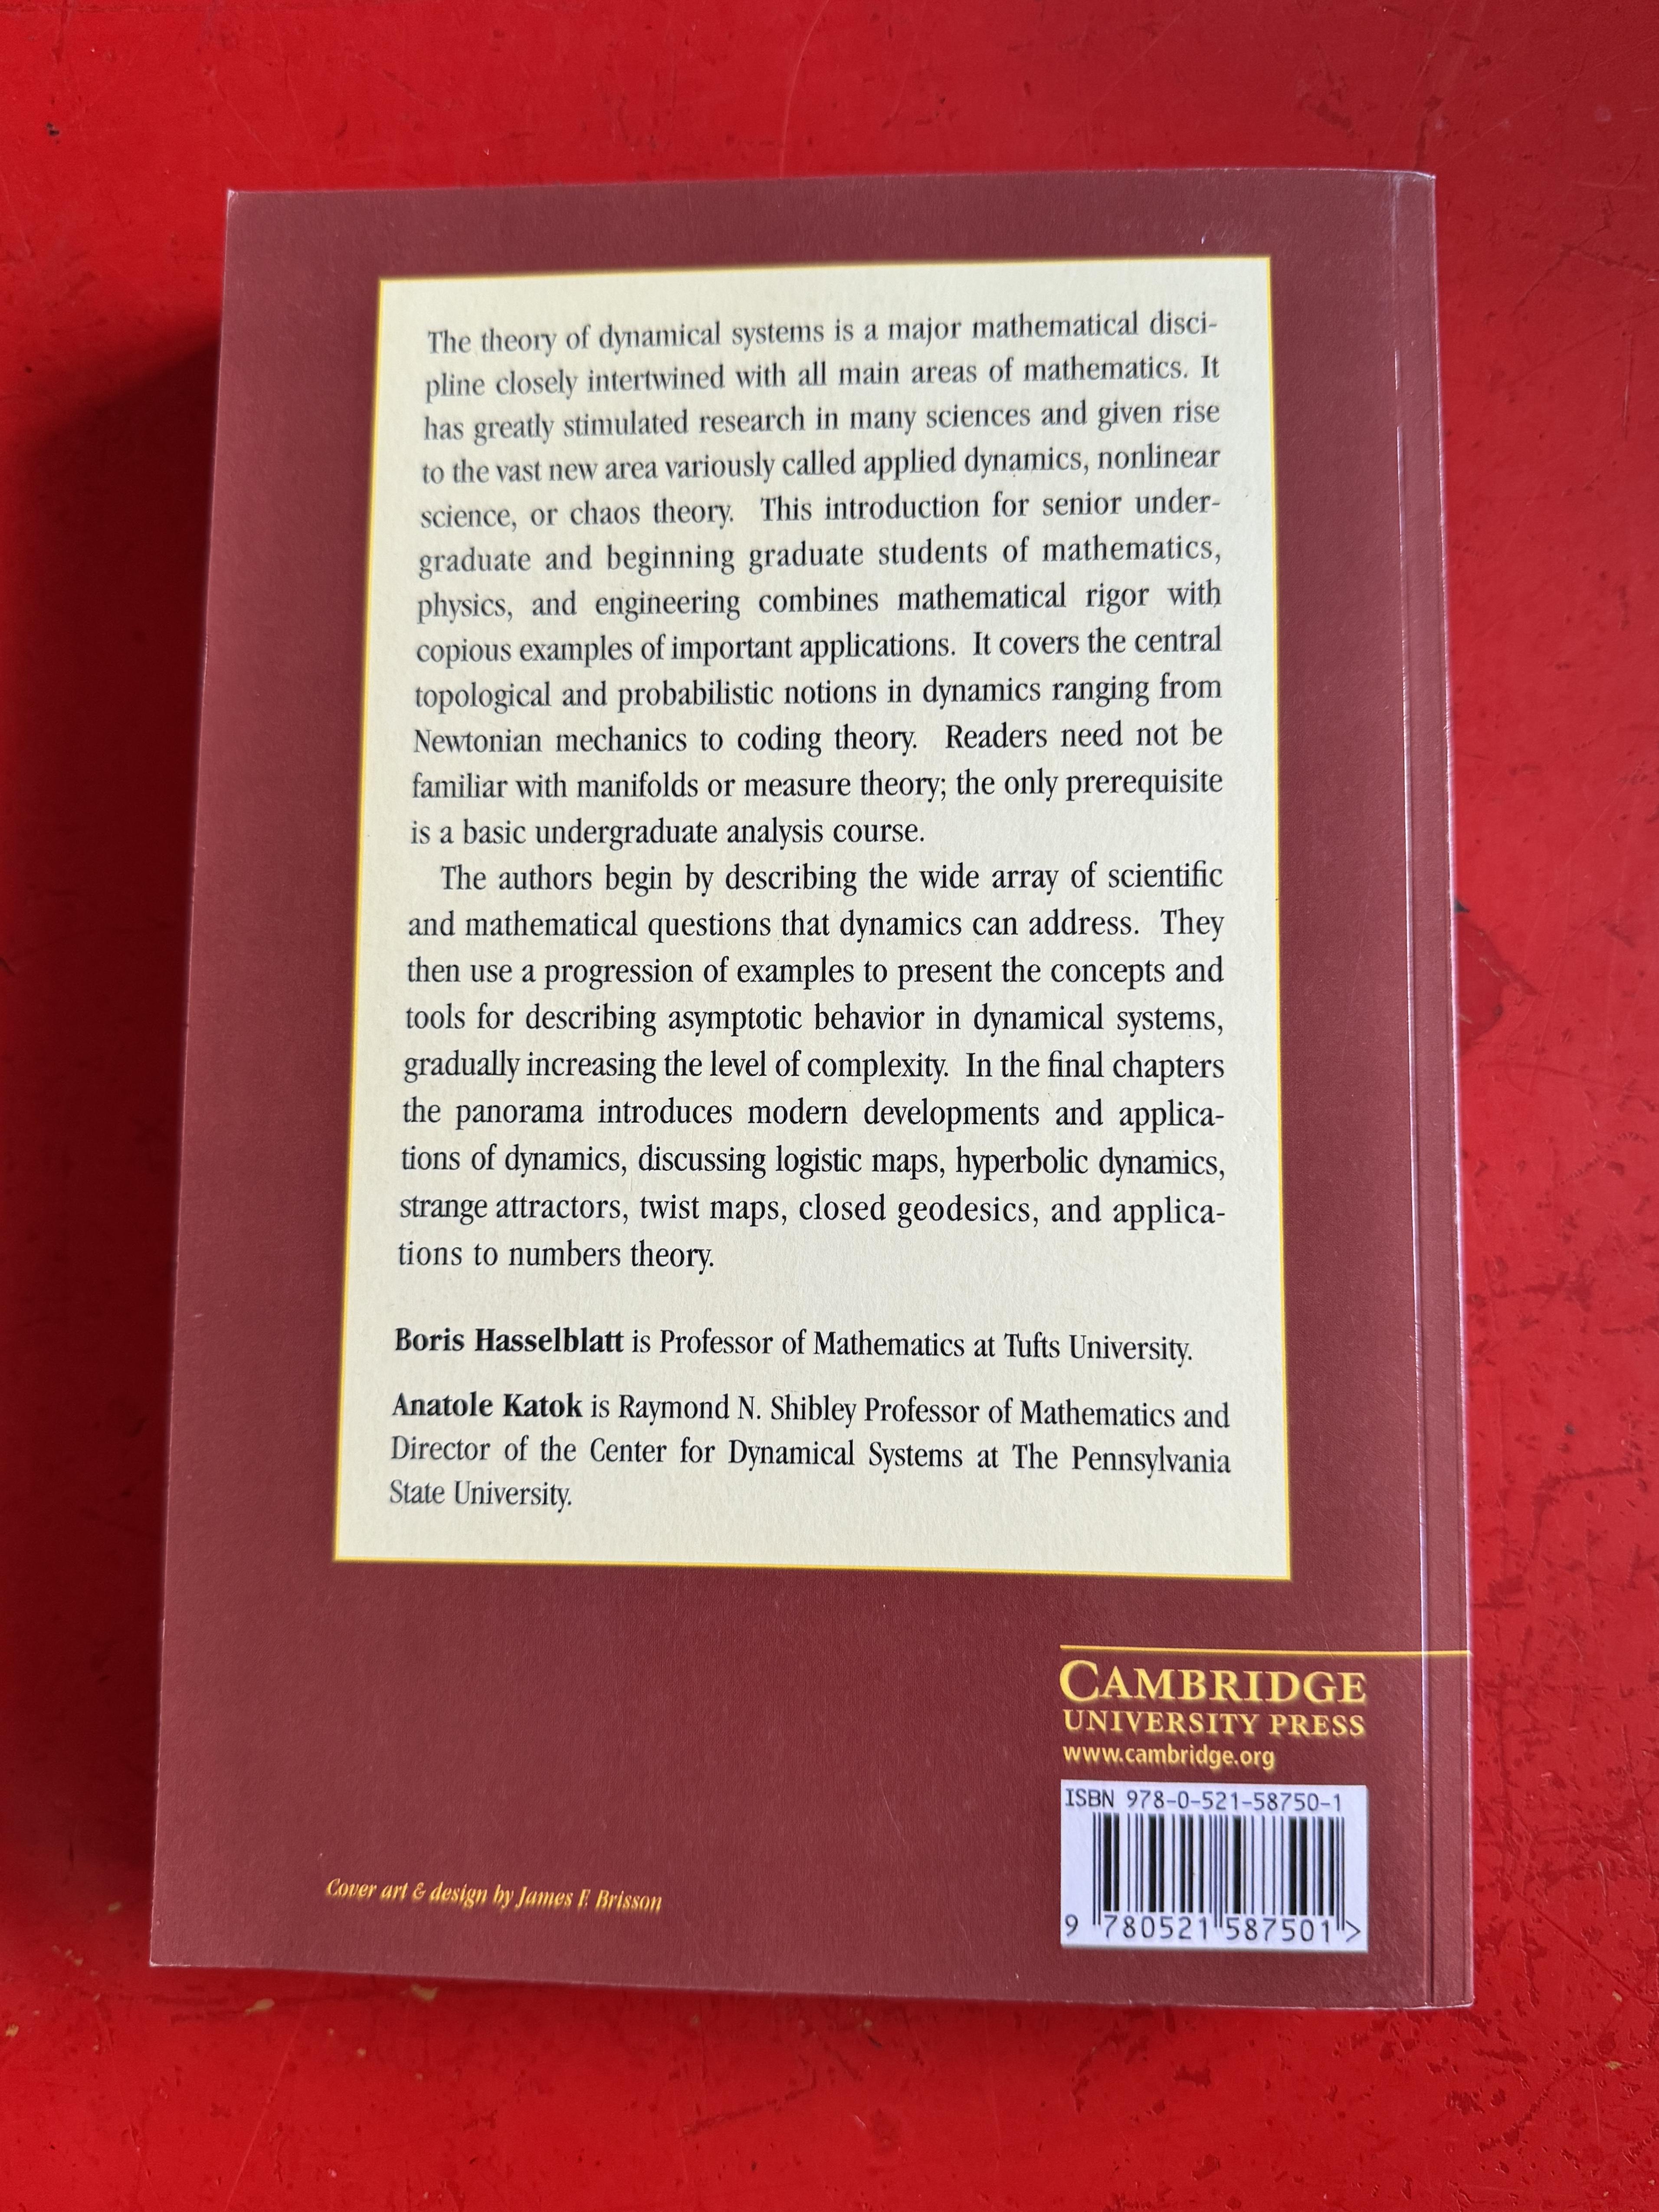 The theory of dynamical systems is a major mathematical disci-
pline closely intertwined with all main areas of mathematics. It
has greatly stimulated research in many sciences and given rise
to the vast new area variously called applied dynamics, nonlinear
science, or chaos theory. This introduction for senior under-
graduate and beginning graduate students of mathematics,
physics, and engineering combines mathematical rigor with
copious examples of important applications. It covers the central
topological and probabilistic notions in dynamics ranging from
Newtonian mechanics to coding theory. Readers need not be
familiar with manifolds or measure theory; the only prerequisite
is a basic undergraduate analysis course.
The authors begin by describing the wide array of scientific
and mathematical questions that dynamics can address. They
then use a progression of examples to present the concepts and
tools for describing asymptotic behavior in dynamical systems,
gradually increasing the level of complexity. In the final chapters
the panorama introduces modern developments and applica-
tions of dynamics, discussing logistic maps, hyperbolic dynamics,
strange attractors, twist maps, closed geodesics, and applica-
tions to numbers theory.
Boris Hasselblatt is Professor of Mathematics at Tufts University.
Anatole Katok is Raymond N. Shibley Professor of Mathematics and
Director of the Center for Dynamical Systems at The Pennsylvania
State University.
CAMBRIDGE
UNIVERSITY PRESS
www.cambridge.org
ISBN 978-0-521-58750-1
9 780521 587501 >
Cover art & design by James F. Brisson